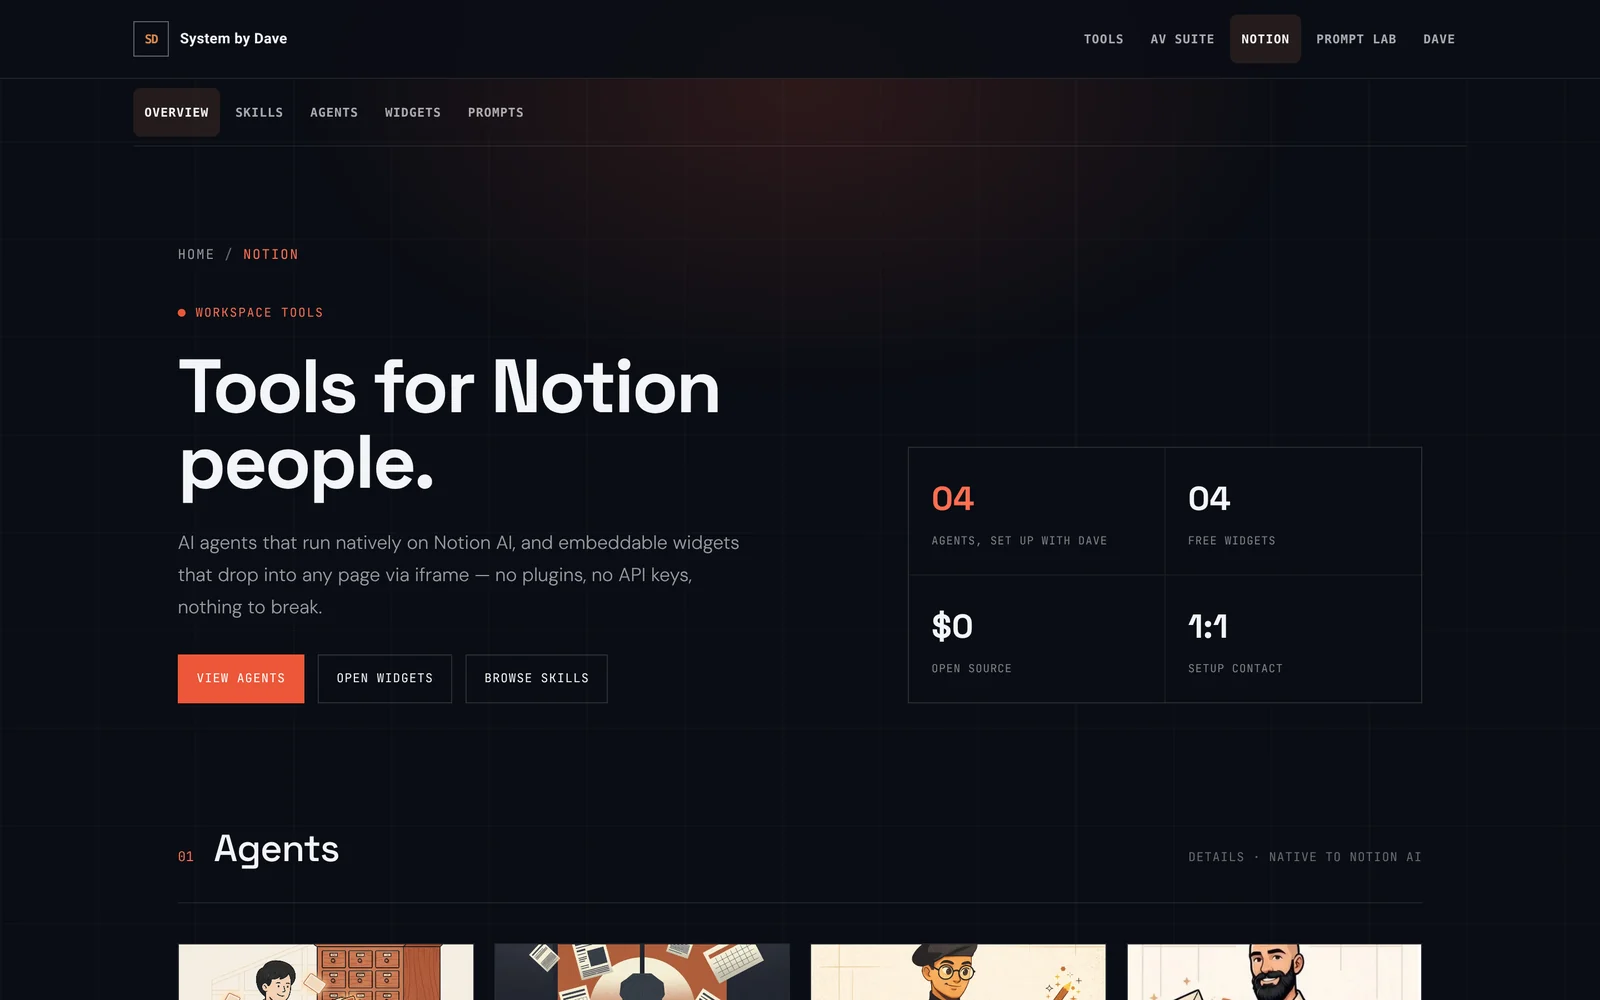 SD
System by Dave
TOOLS
AV SUITE
NOTION
PROMPT LAB
DAVE
OVERVIEW
SKILLS
AGENTS
WIDGETS
PROMPTS
HOME / NOTION
WORKSPACE TOOLS
Tools for Notion
people.
AI agents that run natively on Notion AI, and embeddable widgets
that drop into any page via iframe — no plugins, no API keys,
nothing to break.
VIEW AGENTS
OPEN WIDGETS
BROWSE SKILLS
04
AGENTS, SET UP WITH DAVE
04
FREE WIDGETS
$0
OPEN SOURCE
1:1
SETUP CONTACT
01 Agents
DETAILS · NATIVE TO NOTION AI